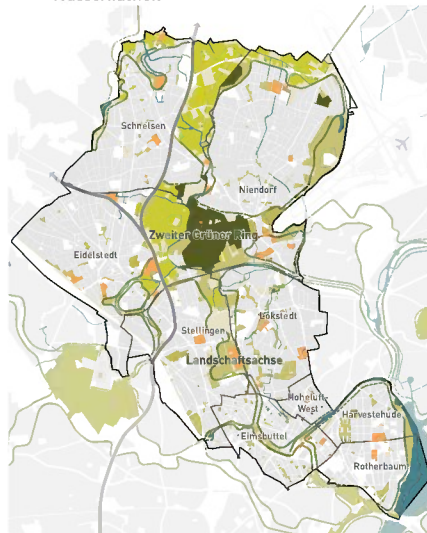 Schnelsen
Niendorf
Zweiter Grüner Ring
Eidelstedt
Stellingen
Lokstedt
Landschaftsachse
Hoheluft-
West
Harvestehude
Eimsbüttel
Rotherbaum